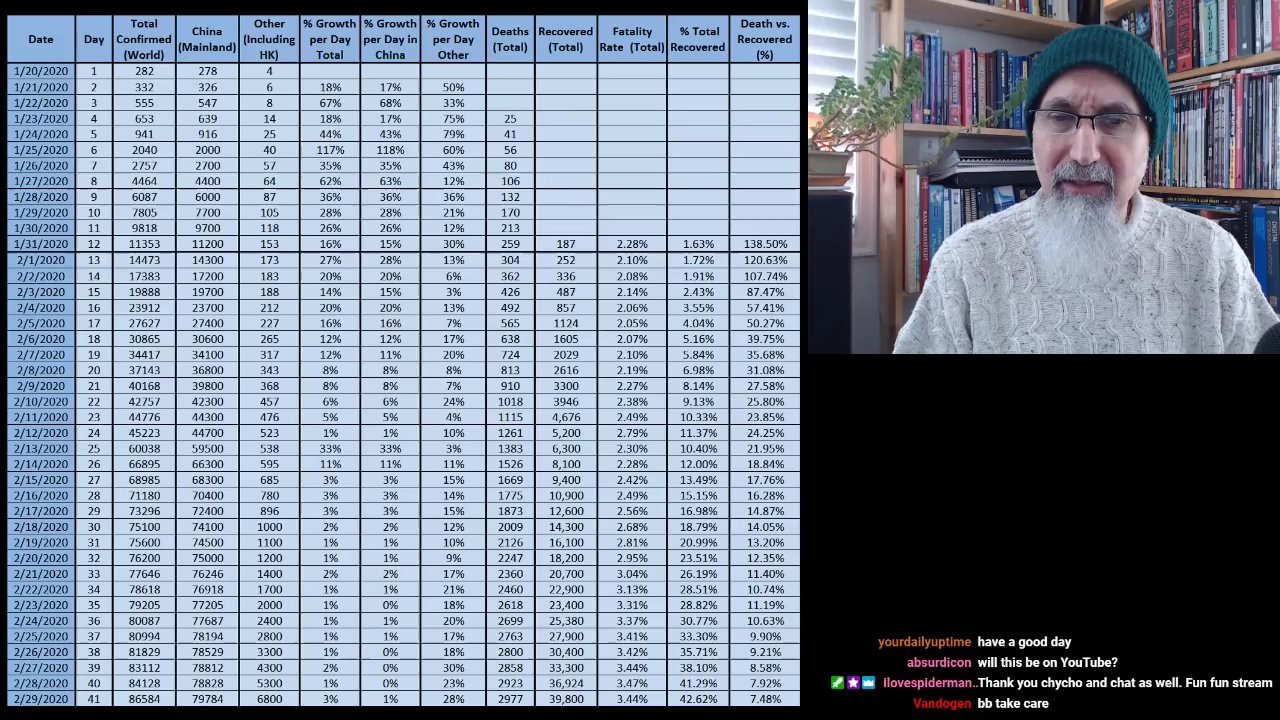 Date Day Total Confirmed (World) China (Mainland) Other (Including HK) % Growth per Day Total % Growth per Day in China % Growth per Day Other Deaths (Total) Recovered (Total) Fatality Rate (Total) % Total Recovered Death vs. Recovered (%)
1/20/2020 1 282 278 4
1/21/2020 2 332 326 6 18% 17% 50%
1/22/2020 3 555 547 8 67% 68% 33%
1/23/2020 4 653 639 14 18% 17% 75% 25
1/24/2020 5 941 916 25 44% 43% 79% 41
1/25/2020 6 2040 2000 40 117% 118% 60% 56
1/26/2020 7 2757 2700 57 35% 35% 43% 80
1/27/2020 8 4464 4400 64 62% 63% 12% 106
1/28/2020 9 6087 6000 87 36% 36% 36% 132
1/29/2020 10 7805 7700 105 28% 28% 21% 170
1/30/2020 11 9818 9700 118 26% 26% 12% 213
1/31/2020 12 11353 11200 153 16% 15% 30% 259 187 2.28% 1.63% 138.50%
2/1/2020 13 14473 14300 173 27% 28% 13% 304 252 2.10% 1.72% 120.63%
2/2/2020 14 17383 17200 183 20% 20% 6% 362 336 2.08% 1.91% 107.74%
2/3/2020 15 19888 19700 188 14% 15% 3% 426 487 2.14% 2.43% 87.47%
2/4/2020 16 23912 23700 212 20% 20% 13% 492 857 2.06% 3.55% 57.41%
2/5/2020 17 27627 27400 227 16% 16% 7% 565 1124 2.05% 4.04% 50.27%
2/6/2020 18 30865 30600 265 12% 12% 17% 638 1605 2.07% 5.16% 39.75%
2/7/2020 19 34417 34100 317 12% 11% 20% 724 2029 2.10% 5.84% 35.68%
2/8/2020 20 37143 36800 343 8% 8% 8% 813 2616 2.19% 6.98% 31.08%
2/9/2020 21 40168 39800 368 8% 8% 7% 910 3300 2.27% 8.14% 27.58%
2/10/2020 22 42757 42300 457 6% 6% 24% 1018 3946 2.38% 9.13% 25.80%
2/11/2020 23 44776 44300 476 5% 5% 4% 1115 4,676 2.49% 10.33% 23.85%
2/12/2020 24 45223 44700 523 1% 1% 10% 1261 5,200 2.79% 11.37% 24.25%
2/13/2020 25 60038 59500 538 33% 33% 3% 1383 6,300 2.30% 10.40% 21.95%
2/14/2020 26 66895 66300 595 11% 11% 11% 1526 8,100 2.28% 12.00% 18.84%
2/15/2020 27 68985 68300 685 3% 3% 15% 1669 9,400 2.42% 13.49% 17.76%
2/16/2020 28 71180 70400 780 3% 3% 14% 1775 10,900 2.49% 15.15% 16.28%
2/17/2020 29 73296 72400 896 3% 3% 15% 1873 12,600 2.56% 16.98% 14.87%
2/18/2020 30 75100 74100 1000 2% 2% 12% 2009 14,300 2.68% 18.79% 14.05%
2/19/2020 31 75600 74500 1100 1% 1% 10% 2126 16,100 2.81% 20.99% 13.20%
2/20/2020 32 76200 75000 1200 1% 1% 9% 2247 18,200 2.95% 23.51% 12.35%
2/21/2020 33 77646 76246 1400 2% 2% 17% 2360 20,700 3.04% 26.19% 11.40%
2/22/2020 34 78618 76918 1700 1% 1% 21% 2460 22,900 3.13% 28.51% 10.74%
2/23/2020 35 79205 77205 2000 1% 0% 18% 2618 23,400 3.31% 28.82% 11.19%
2/24/2020 36 80087 77687 2400 1% 1% 20% 2699 25,380 3.37% 30.77% 10.63%
2/25/2020 37 80994 78194 2800 1% 1% 17% 2763 27,900 3.41% 33.30% 9.90%
2/26/2020 38 81829 78529 3300 1% 0% 18% 2800 30,400 3.42% 35.71% 9.21%
2/27/2020 39 83112 78812 4300 2% 0% 30% 2858 33,300 3.44% 38.10% 8.58%
2/28/2020 40 84128 78828 5300 1% 0% 23% 2923 36,924 3.47% 41.29% 7.92%
2/29/2020 41 86584 79784 6800 3% 1% 28% 2977 39,800 3.44% 42.62% 7.48%
yourdailyuptime have a good day
absurdicon will this be on YouTube?
ilovespiderman..Thank you chycho and chat as well. Fun fun stream
Vandogen bb take care